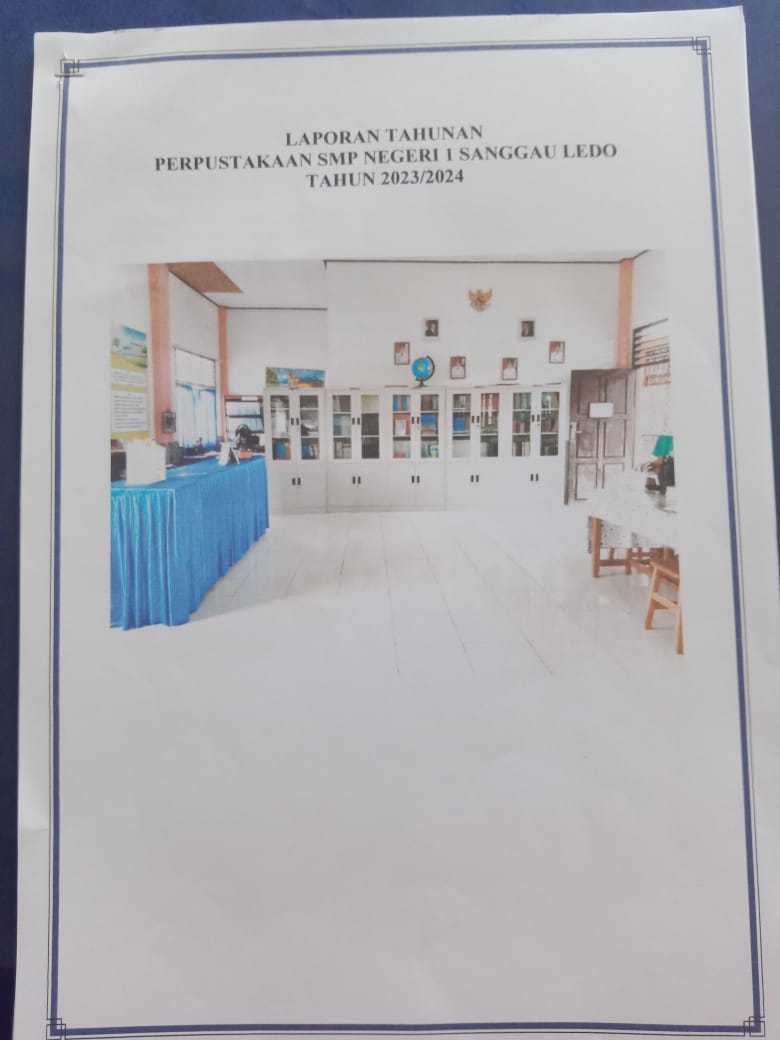 LAPORAN TAHUNAN
PERPUSTAKAAN SMP NEGERI 1 SANGGAU LEDO
TAHUN 2023/2024